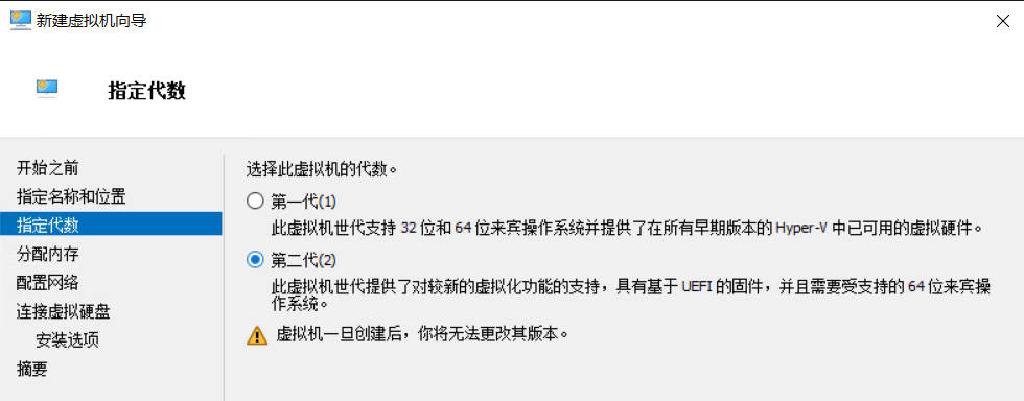 新建虚拟机向导
指定代数
开始之前
指定名称和位置
指定代数
分配内存
配置网络
连接虚拟硬盘
安装选项
摘要
选择此虚拟机的代数。
第一代(1)
此虚拟机世代支持 32 位和 64 位来宾操作系统并提供了在所有早期版本的 Hyper-V 中已可用的虚拟硬件。
第二代(2)
此虚拟机世代提供了对较新的虚拟化功能的支持，具有基于 UEFI 的固件，并且需要受支持的 64 位来宾操
作系统。
虚拟机一旦创建后，你将无法更改其版本。